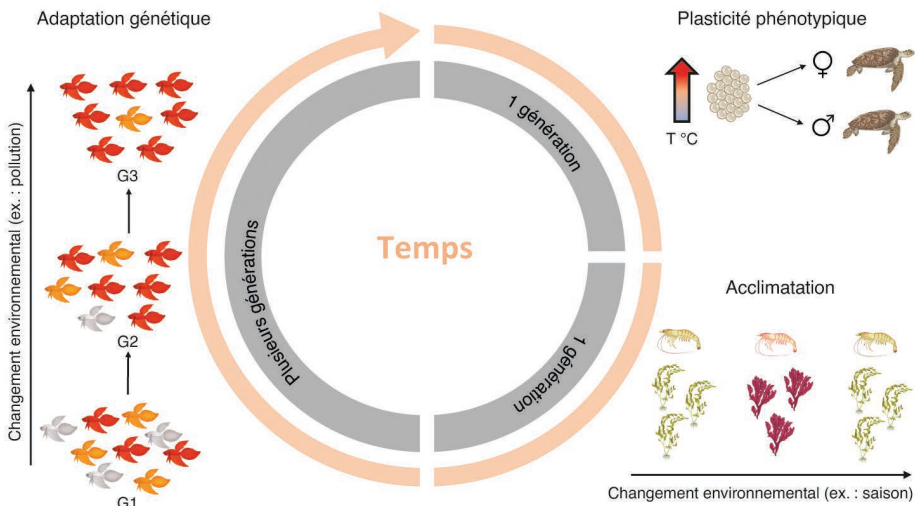 Adaptation génétique
Changement environnemental (ex. : pollution)
G3
G2
G1
Plusieurs générations
Temps
1 génération
1 génération
Plasticité phénotypique
T °C
♀
♂
Acclimatation
Changement environnemental (ex. : saison)